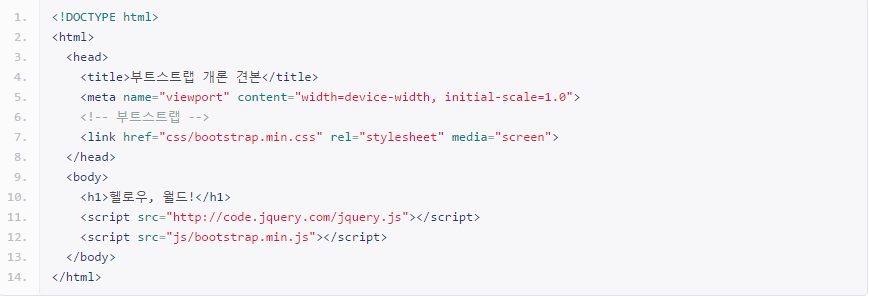 1. <!DOCTYPE html>
2. <html>
3.   <head>
4.     <title>부트스트랩 개론 견본</title>
5.     <meta name="viewport" content="width=device-width, initial-scale=1.0">
6.     <!-- 부트스트랩 -->
7.     <link href="css/bootstrap.min.css" rel="stylesheet" media="screen">
8.   </head>
9.   <body>
10.     <h1>헬로우, 월드!</h1>
11.     <script src="http://code.jquery.com/jquery.js"></script>
12.     <script src="js/bootstrap.min.js"></script>
13.   </body>
14. </html>